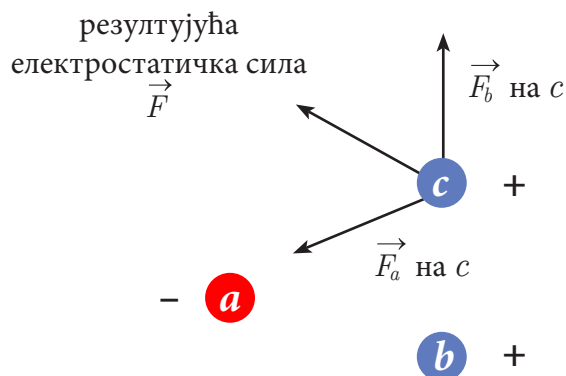 резултујућа
електростатичка сила
F
F_b на c
c +
F_a на c
– a
b +